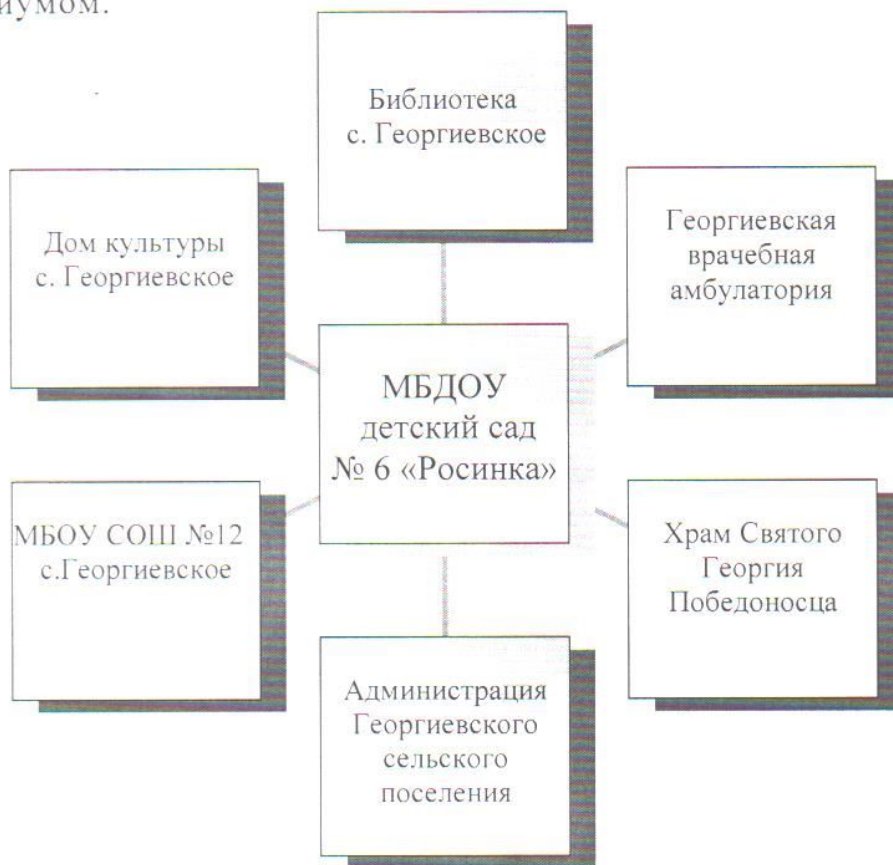 иумом.
Библиотека
с. Георгиевское
Дом культуры
с. Георгиевское
Георгиевская
врачебная
амбулатория
МБДОУ
детский сад
№ 6 «Росинка»
МБОУ СОШ №12
с.Георгиевское
Храм Святого
Георгия
Победоносца
Администрация
Георгиевского
сельского
поселения